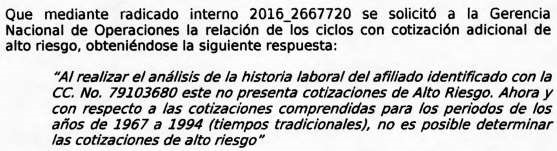 Que mediante radicado interno 2016_2667720 se solicitó a la Gerencia
Nacional de Operaciones la relación de los ciclos con cotización adicional de
alto riesgo, obteniéndose la siguiente respuesta:
"Al realizar el análisis de la historia laboral del afiliado identificado con la
CC. No. 79103680 este no presenta cotizaciones de Alto Riesgo. Ahora y
con respecto a las cotizaciones comprendidas para los periodos de los
años de 1967 a 1994 (tiempos tradicionales), no es posible determinar
las cotizaciones de alto riesgo"